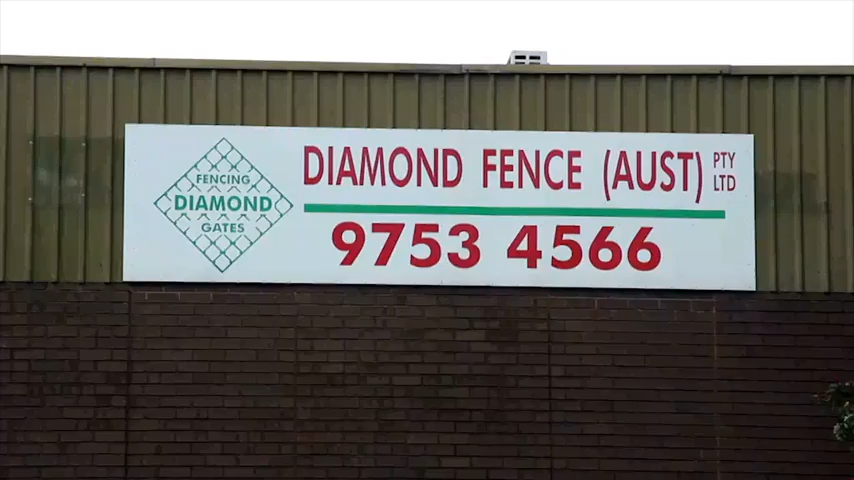 FENCING
DIAMOND
GATES
DIAMOND FENCE (AUST) PTY LTD
9753 4566